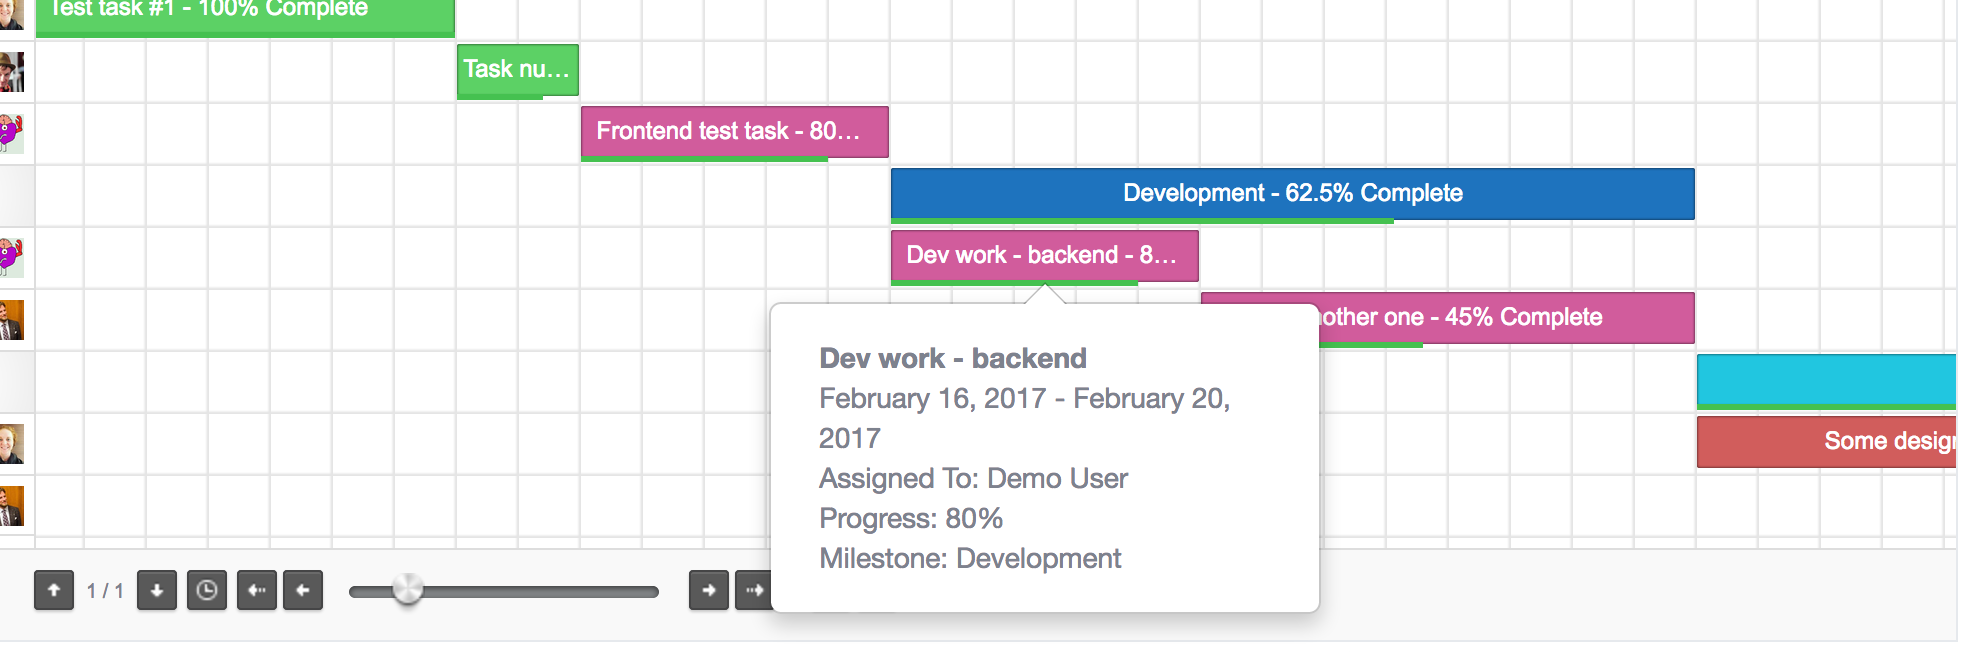 Test task #1 - 100% Complete
Task nu...
Frontend test task - 80...
Development - 62.5% Complete
Dev work - backend - 8...
other one - 45% Complete
Dev work - backend
February 16, 2017 - February 20,
2017
Assigned To: Demo User
Progress: 80%
Milestone: Development
Some design
1 / 1